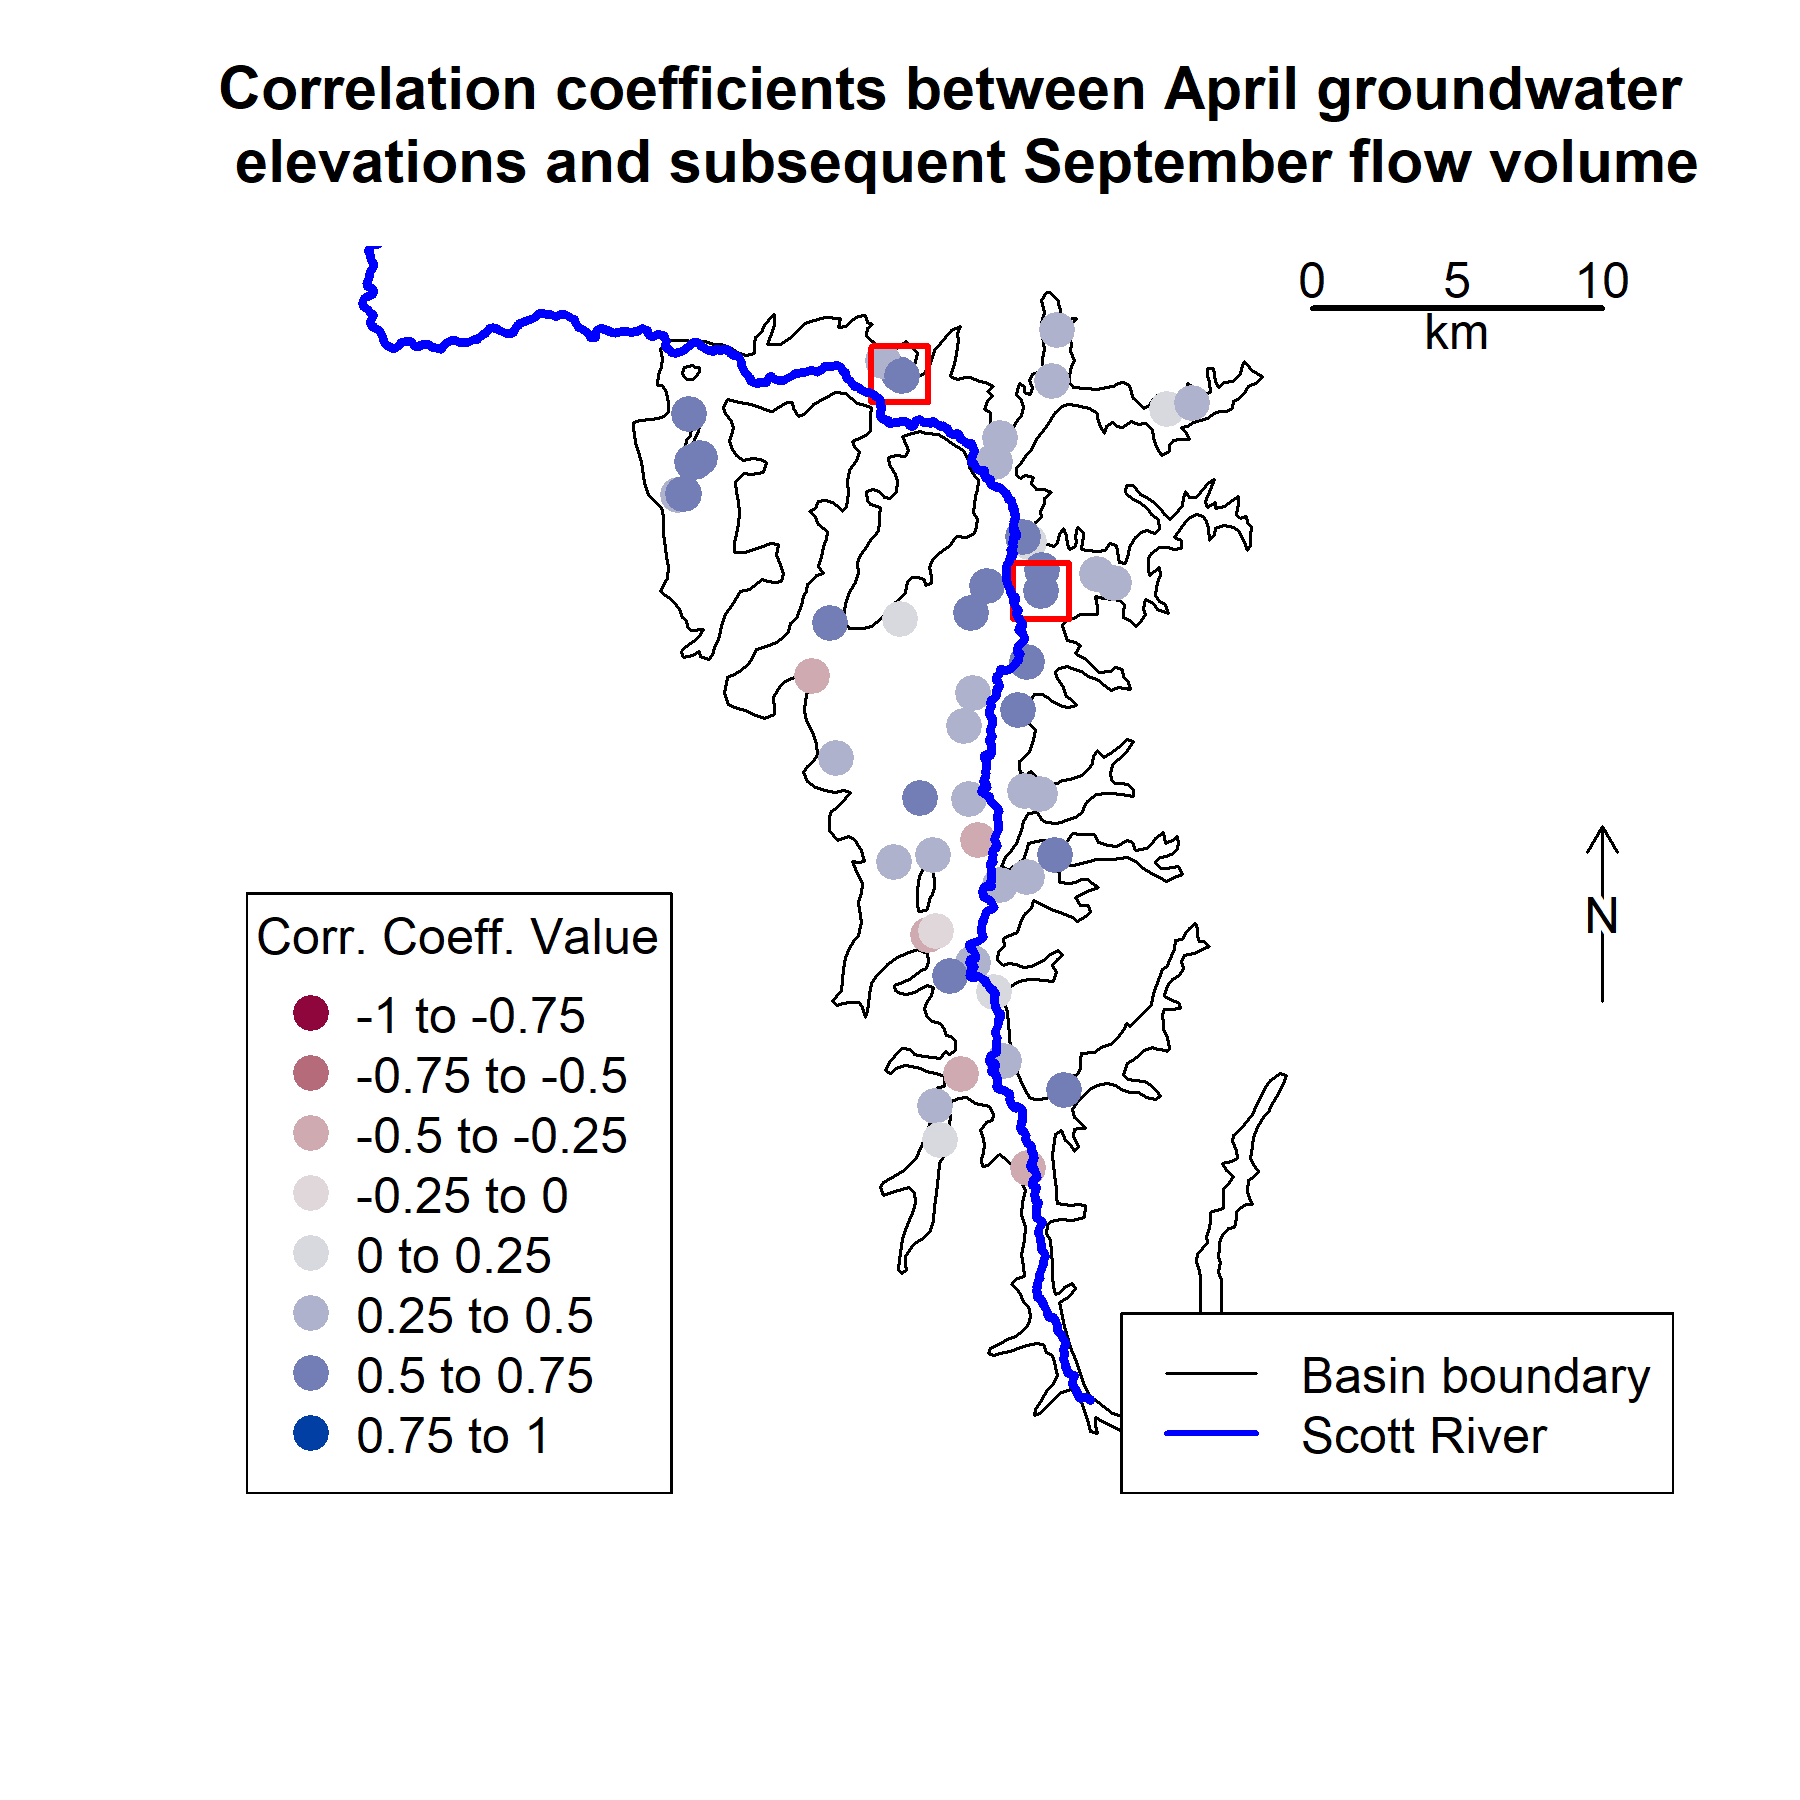 Correlation coefficients between April groundwater
elevations and subsequent September flow volume
0 5 10
km
N
Corr. Coeff. Value
-1 to -0.75
-0.75 to -0.5
-0.5 to -0.25
-0.25 to 0
0 to 0.25
0.25 to 0.5
0.5 to 0.75
0.75 to 1
Basin boundary
Scott River